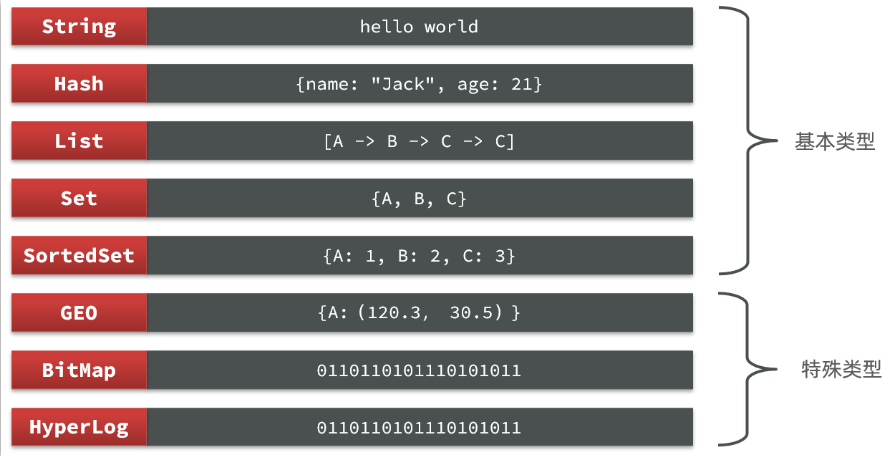 String hello world
Hash {name: "Jack", age: 21}
List [A -> B -> C -> C]
基本类型
Set {A, B, C}
SortedSet {A: 1, B: 2, C: 3}
GEO {A: (120.3, 30.5) }
BitMap 0110110101110101011
特殊类型
HyperLog 0110110101110101011